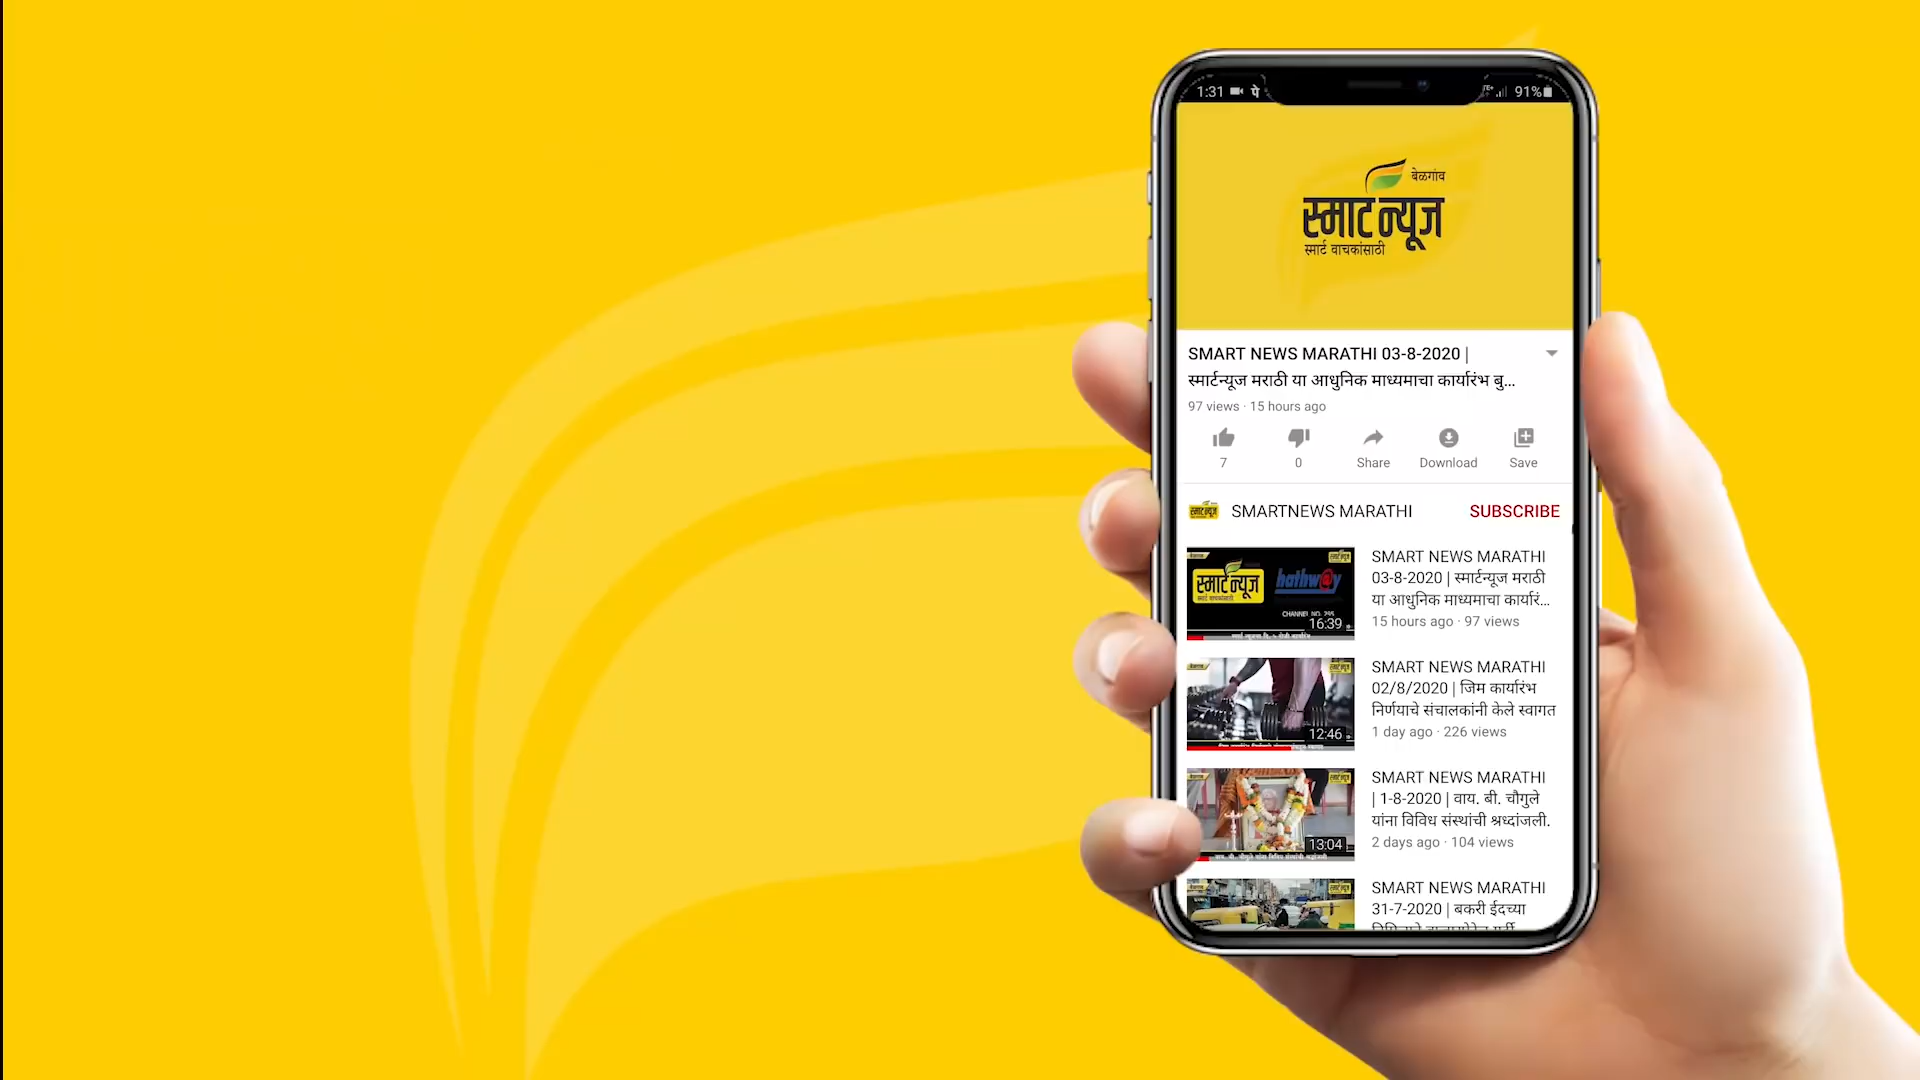 1:31
91%
बेळगांव
स्मार्ट न्यूज
स्मार्ट वाचकांसाठी
SMART NEWS MARATHI 03-8-2020 |
स्मार्टन्यूज मराठी या आधुनिक माध्यमाचा कार्यारंभ बु...
97 views · 15 hours ago
7
0
Share
Download
Save
SMARTNEWS MARATHI
SUBSCRIBE
स्मार्ट न्यूज
hathw@y
CHANNEL NO. 295
16:39
SMART NEWS MARATHI
03-8-2020 | स्मार्टन्यूज मराठी
या आधुनिक माध्यमाचा कार्यारं...
15 hours ago · 97 views
12:46
SMART NEWS MARATHI
02/8/2020 | जिम कार्यारंभ
निर्णयाचे संचालकांनी केले स्वागत
1 day ago · 226 views
13:04
SMART NEWS MARATHI
| 1-8-2020 | वाय. बी. चौगुले
यांना विविध संस्थांची श्रध्दांजली.
2 days ago · 104 views
SMART NEWS MARATHI
31-7-2020 | बकरी ईदच्या